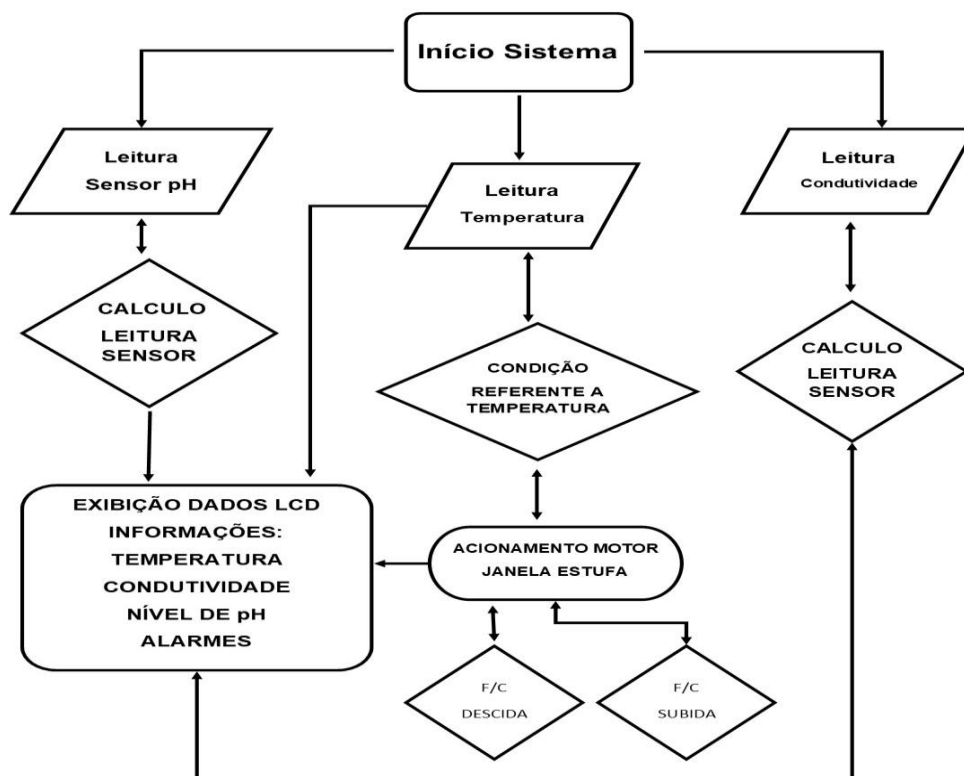 Início Sistema
Leitura
Sensor pH
Leitura
Temperatura
Leitura
Condutividade
CALCULO
LEITURA
SENSOR
CONDIÇÃO
REFERENTE A
TEMPERATURA
CALCULO
LEITURA
SENSOR
EXIBIÇÃO DADOS LCD
INFORMAÇÕES:
TEMPERATURA
CONDUTIVIDADE
NÍVEL DE pH
ALARMES
ACIONAMENTO MOTOR
JANELA ESTUFA
F/C
DESCIDA
F/C
SUBIDA